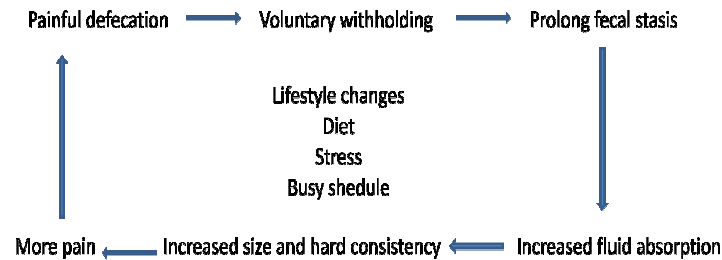 Painful defecation Voluntary withholding Prolong fecal stasis
Lifestyle changes
Diet
Stress
Busy shedule
More pain Increased size and hard consistency Increased fluid absorption